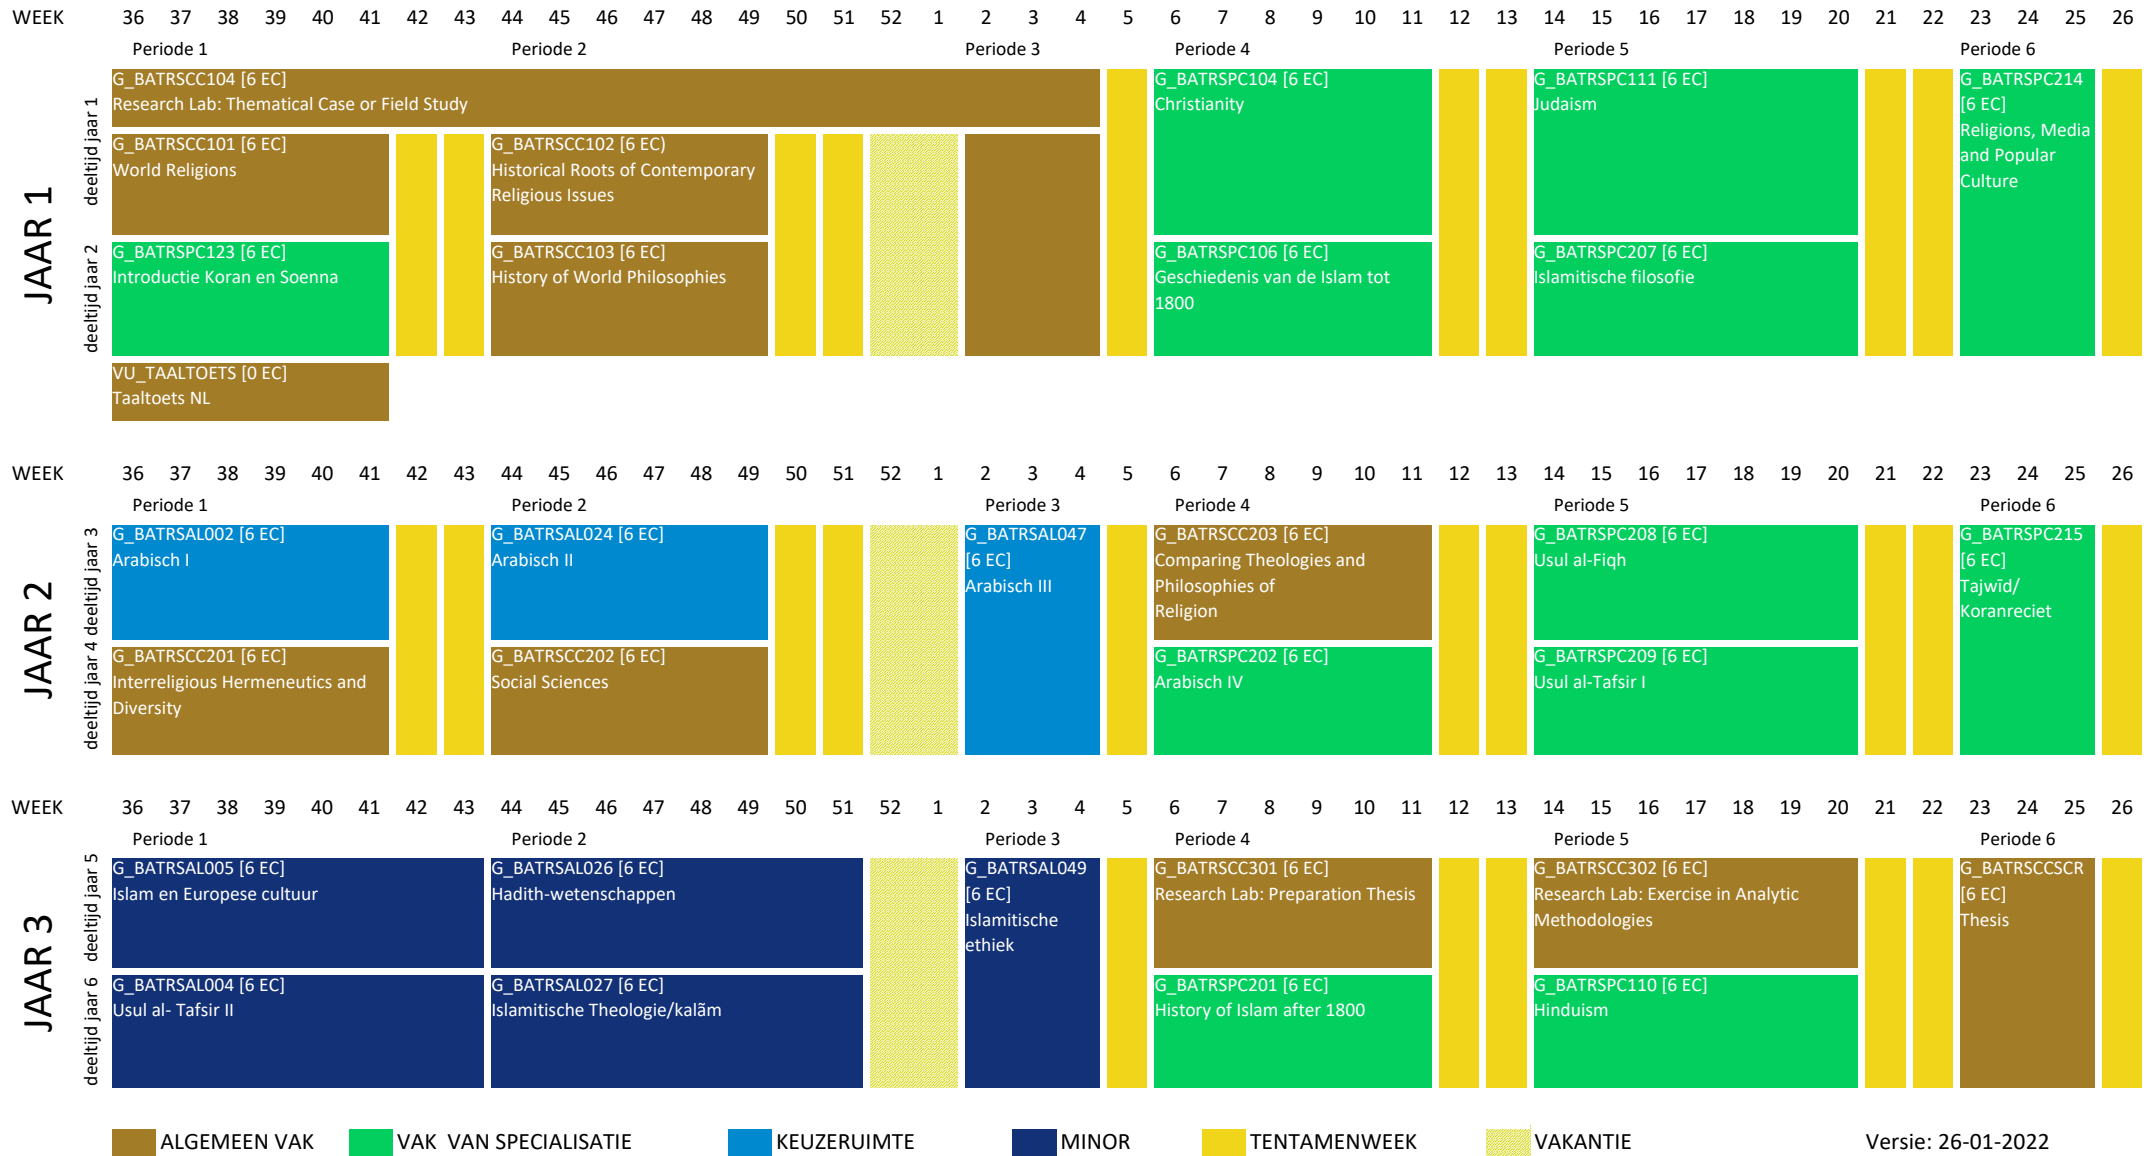 WEEK 36 37 38 39 40 41 42 43 44 45 46 47 48 49 50 51 52 1 2 3 4 5 6 7 8 9 10 11 12 13 14 15 16 17 18 19 20 21 22 23 24 25 26
Periode 1 Periode 2 Periode 3 Periode 4 Periode 5 Periode 6
JAAR 1
deeltijd jaar 1
deeltijd jaar 2
G_BATRSCC104 [6 EC]
Research Lab: Thematical Case or Field Study
G_BATRSCC101 [6 EC]
World Religions
G_BATRSCC102 [6 EC)
Historical Roots of Contemporary
Religious Issues
G_BATRSPC104 [6 EC]
Christianity
G_BATRSPC111 [6 EC]
Judaism
G_BATRSPC214
[6 EC]
Religions, Media
and Popular
Culture
G_BATRSPC123 [6 EC]
Introductie Koran en Soenna
G_BATRSCC103 [6 EC]
History of World Philosophies
G_BATRSPC106 [6 EC]
Geschiedenis van de Islam tot
1800
G_BATRSPC207 [6 EC]
Islamitische filosofie
VU_TAALTOETS [0 EC]
Taaltoets NL
WEEK 36 37 38 39 40 41 42 43 44 45 46 47 48 49 50 51 52 1 2 3 4 5 6 7 8 9 10 11 12 13 14 15 16 17 18 19 20 21 22 23 24 25 26
Periode 1 Periode 2 Periode 3 Periode 4 Periode 5 Periode 6
JAAR 2
deeltijd jaar 3
deeltijd jaar 4
G_BATRSAL002 [6 EC]
Arabisch I
G_BATRSAL024 [6 EC]
Arabisch II
G_BATRSAL047
[6 EC]
Arabisch III
G_BATRSCC203 [6 EC]
Comparing Theologies and
Philosophies of
Religion
G_BATRSPC208 [6 EC]
Usul al-Fiqh
G_BATRSPC215
[6 EC]
Tajwīd/
Koranreciet
G_BATRSCC201 [6 EC]
Interreligious Hermeneutics and
Diversity
G_BATRSCC202 [6 EC]
Social Sciences
G_BATRSPC202 [6 EC]
Arabisch IV
G_BATRSPC209 [6 EC]
Usul al-Tafsir I
WEEK 36 37 38 39 40 41 42 43 44 45 46 47 48 49 50 51 52 1 2 3 4 5 6 7 8 9 10 11 12 13 14 15 16 17 18 19 20 21 22 23 24 25 26
Periode 1 Periode 2 Periode 3 Periode 4 Periode 5 Periode 6
JAAR 3
deeltijd jaar 5
deeltijd jaar 6
G_BATRSAL005 [6 EC]
Islam en Europese cultuur
G_BATRSAL026 [6 EC]
Hadith-wetenschappen
G_BATRSAL049
[6 EC]
Islamitische
ethiek
G_BATRSCC301 [6 EC]
Research Lab: Preparation Thesis
G_BATRSCC302 [6 EC]
Research Lab: Exercise in Analytic
Methodologies
G_BATRSCCSCR
[6 EC]
Thesis
G_BATRSAL004 [6 EC]
Usul al- Tafsir II
G_BATRSAL027 [6 EC]
Islamitische Theologie/kalãm
G_BATRSPC201 [6 EC]
History of Islam after 1800
G_BATRSPC110 [6 EC]
Hinduism
ALGEMEEN VAK VAK VAN SPECIALISATIE KEUZERUIMTE MINOR TENTAMENWEEK VAKANTIE Versie: 26-01-2022